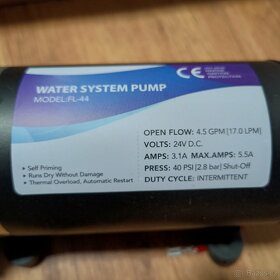 WATER SYSTEM PUMP
MODEL:FL-44
CE
IGNITION
PROTECTION
OPEN FLOW: 4.5 GPM [17.0 LPM]
VOLTS: 24V D.C.
AMPS: 3.1A MAX.AMPS: 5.5A
PRESS: 40 PSI [2.8 bar] Shut-Off
DUTY CYCLE: INTERMITTENT
• Self Priming
• Runs Dry Without Damage
• Thermal Overload, Automatic Restart